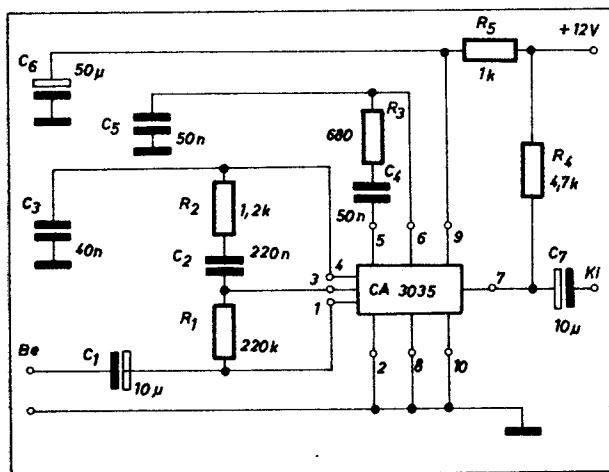 R5
+12V
1k
C6
50µ
C5
50n
R3
680
C4
50n
R4
4,7k
C3
40n
R2
1,2k
C2
220n
5
6
9
4
3
1
CA 3035
7
C7
10µ
Ki
R1
220k
2
8
10
Be
C1
10µ